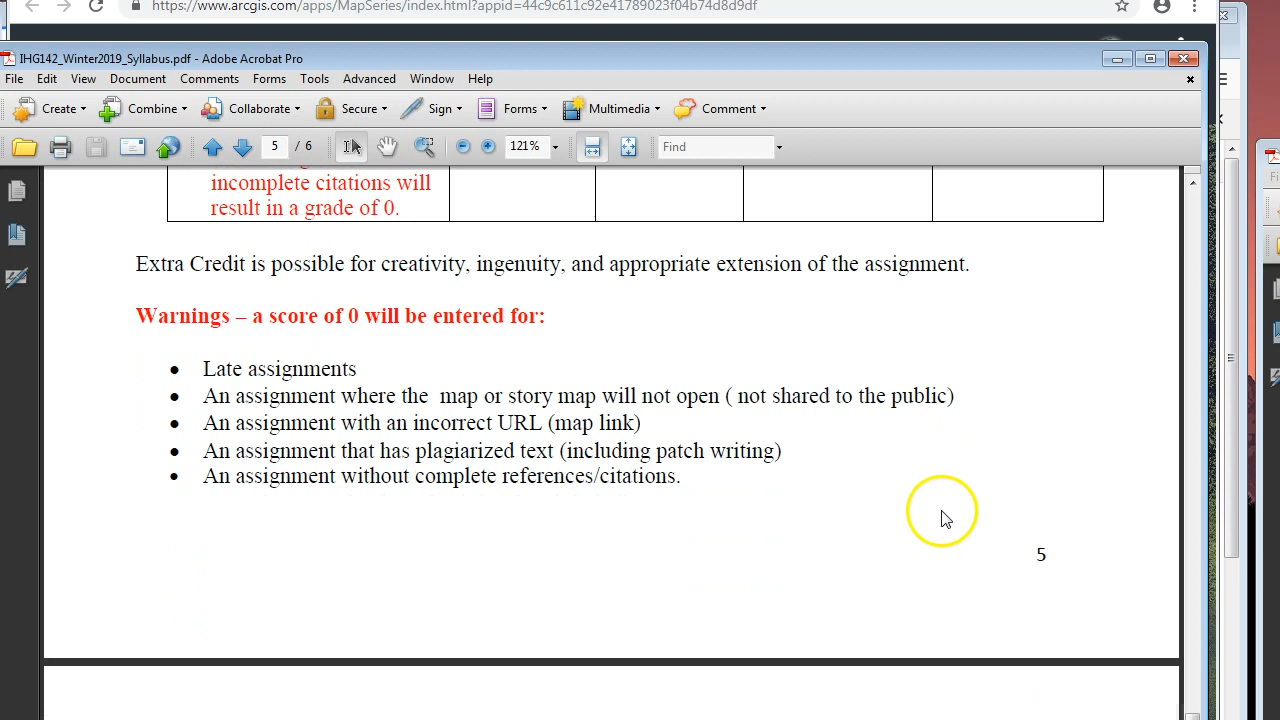 https://www.arcgis.com/apps/MapSeries/index.html?appid=44c9c611c92e41789023f04b74d8d9df
IHG142_Winter2019_Syllabus.pdf - Adobe Acrobat Pro
File Edit View Document Comments Forms Tools Advanced Window Help
Create Combine Collaborate Secure Sign Forms Multimedia Comment
5 / 6 121% Find
incomplete citations will
result in a grade of 0.
Extra Credit is possible for creativity, ingenuity, and appropriate extension of the assignment.
Warnings – a score of 0 will be entered for:
• Late assignments
• An assignment where the map or story map will not open ( not shared to the public)
• An assignment with an incorrect URL (map link)
• An assignment that has plagiarized text (including patch writing)
• An assignment without complete references/citations.
5